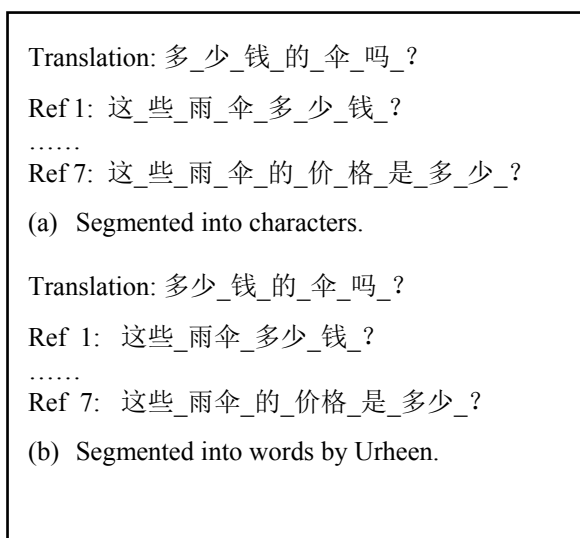 Translation: 多_少_钱_的_伞_吗_?
Ref 1: 这_些_雨_伞_多_少_钱_?
……
Ref 7: 这_些_雨_伞_的_价_格_是_多_少_?
(a) Segmented into characters.
Translation: 多少_钱_的_伞_吗_?
Ref 1: 这些_雨伞_多少_钱_?
……
Ref 7: 这些_雨伞_的_价格_是_多少_?
(b) Segmented into words by Urheen.